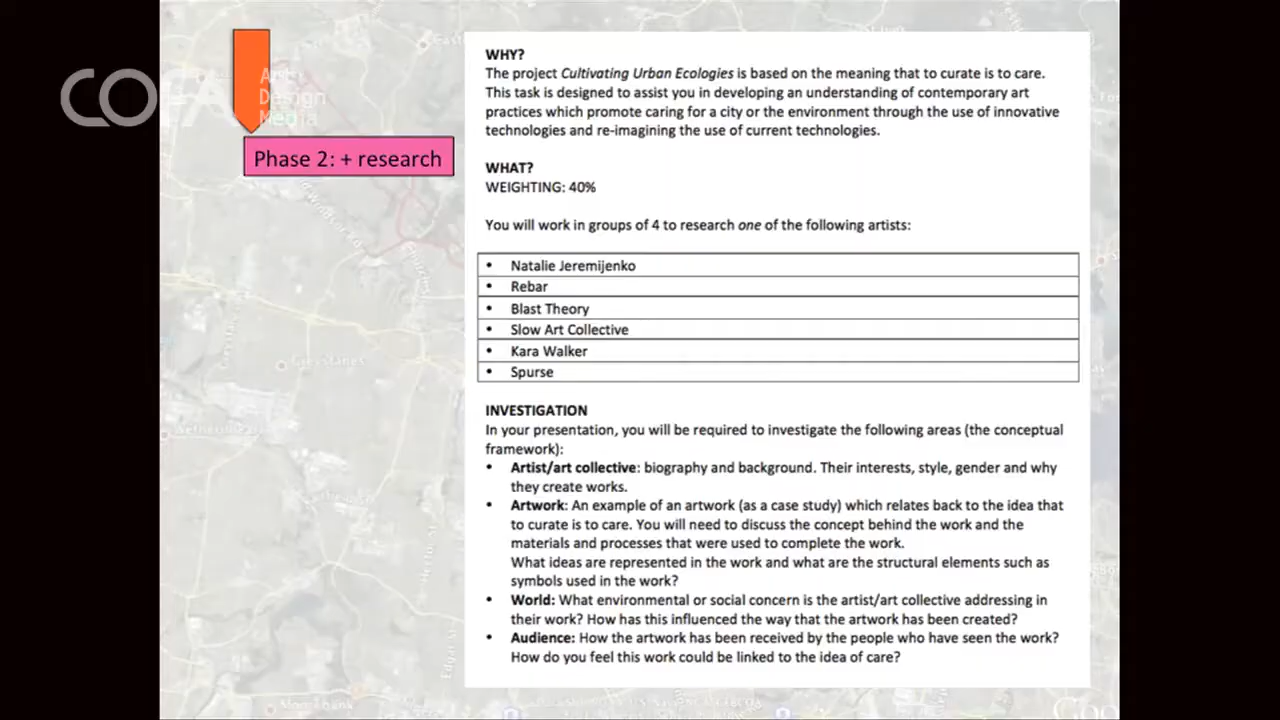 COFA
Art
Design
Media
Phase 2: + research
WHY?
The project Cultivating Urban Ecologies is based on the meaning that to curate is to care.
This task is designed to assist you in developing an understanding of contemporary art
practices which promote caring for a city or the environment through the use of innovative
technologies and re-imagining the use of current technologies.
WHAT?
WEIGHTING: 40%
You will work in groups of 4 to research one of the following artists:
• Natalie Jeremijenko
• Rebar
• Blast Theory
• Slow Art Collective
• Kara Walker
• Spurse
INVESTIGATION
In your presentation, you will be required to investigate the following areas (the conceptual
framework):
• Artist/art collective: biography and background. Their interests, style, gender and why
they create works.
• Artwork: An example of an artwork (as a case study) which relates back to the idea that
to curate is to care. You will need to discuss the concept behind the work and the
materials and processes that were used to complete the work.
What ideas are represented in the work and what are the structural elements such as
symbols used in the work?
• World: What environmental or social concern is the artist/art collective addressing in
their work? How has this influenced the way that the artwork has been created?
• Audience: How the artwork has been received by the people who have seen the work?
How do you feel this work could be linked to the idea of care?
Greystanes